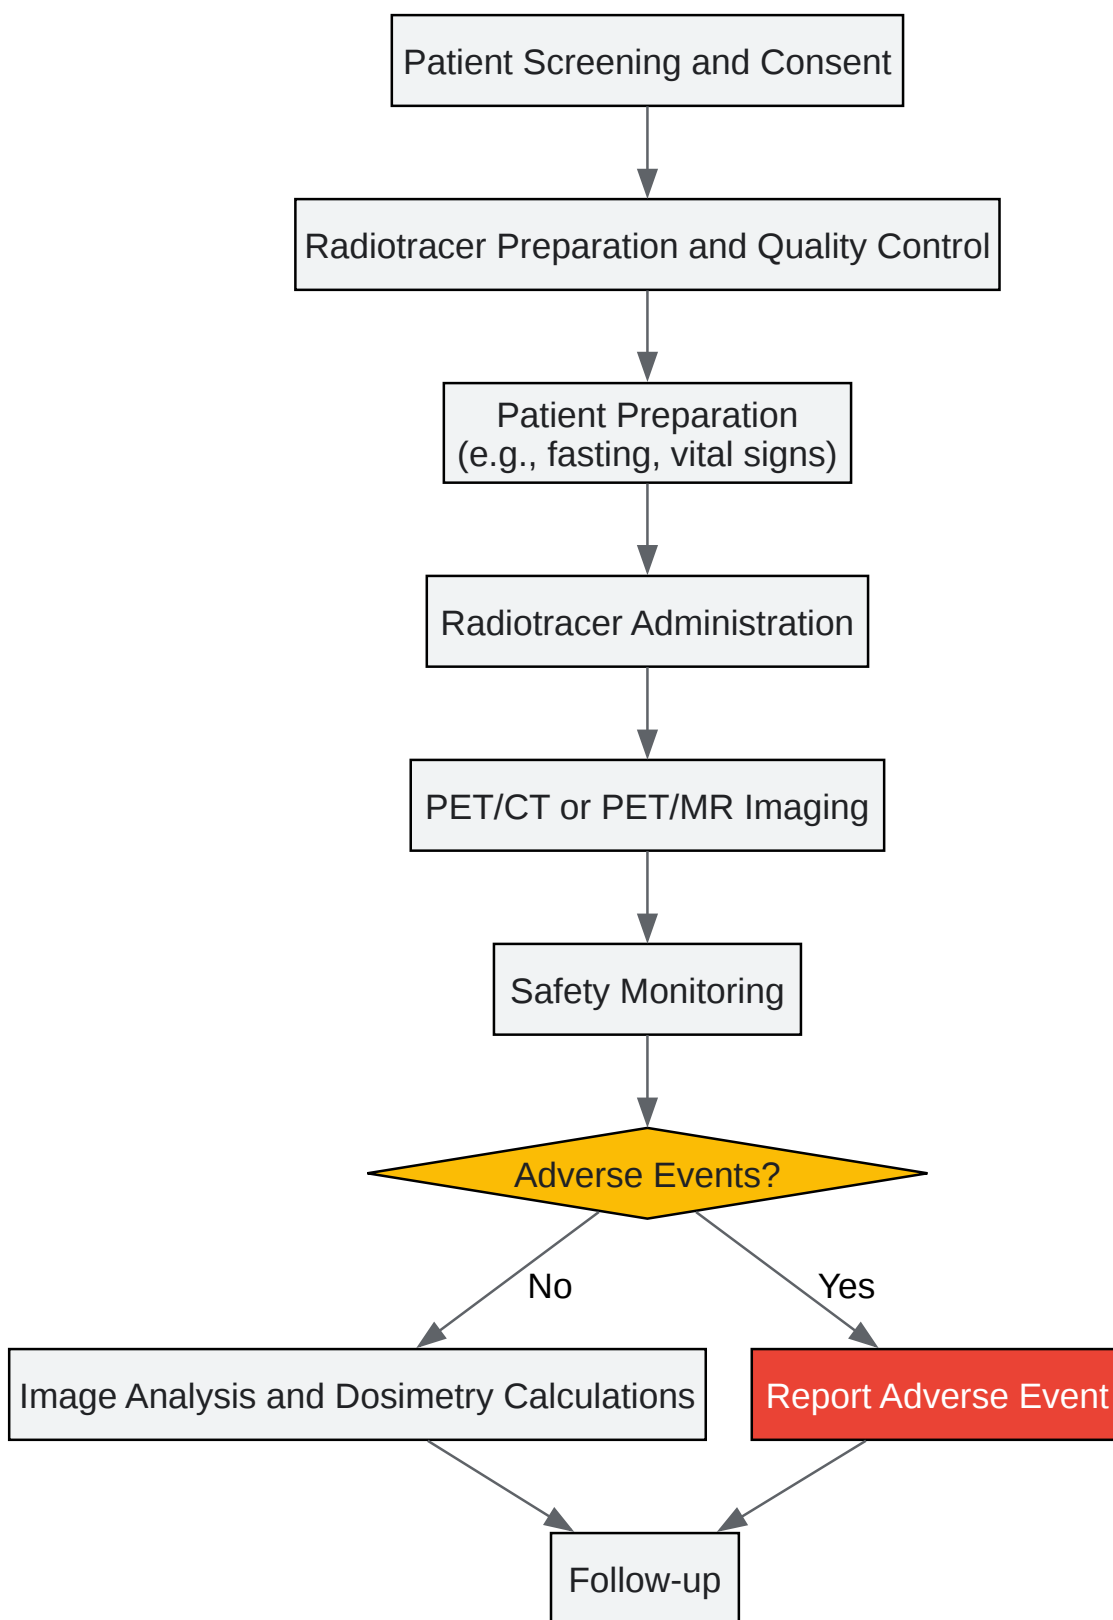 Patient Screening and Consent
Radiotracer Preparation and Quality Control
Patient Preparation
(e.g., fasting, vital signs)
Radiotracer Administration
PET/CT or PET/MR Imaging
Safety Monitoring
Adverse Events?
No
Yes
Image Analysis and Dosimetry Calculations
Report Adverse Event
Follow-up